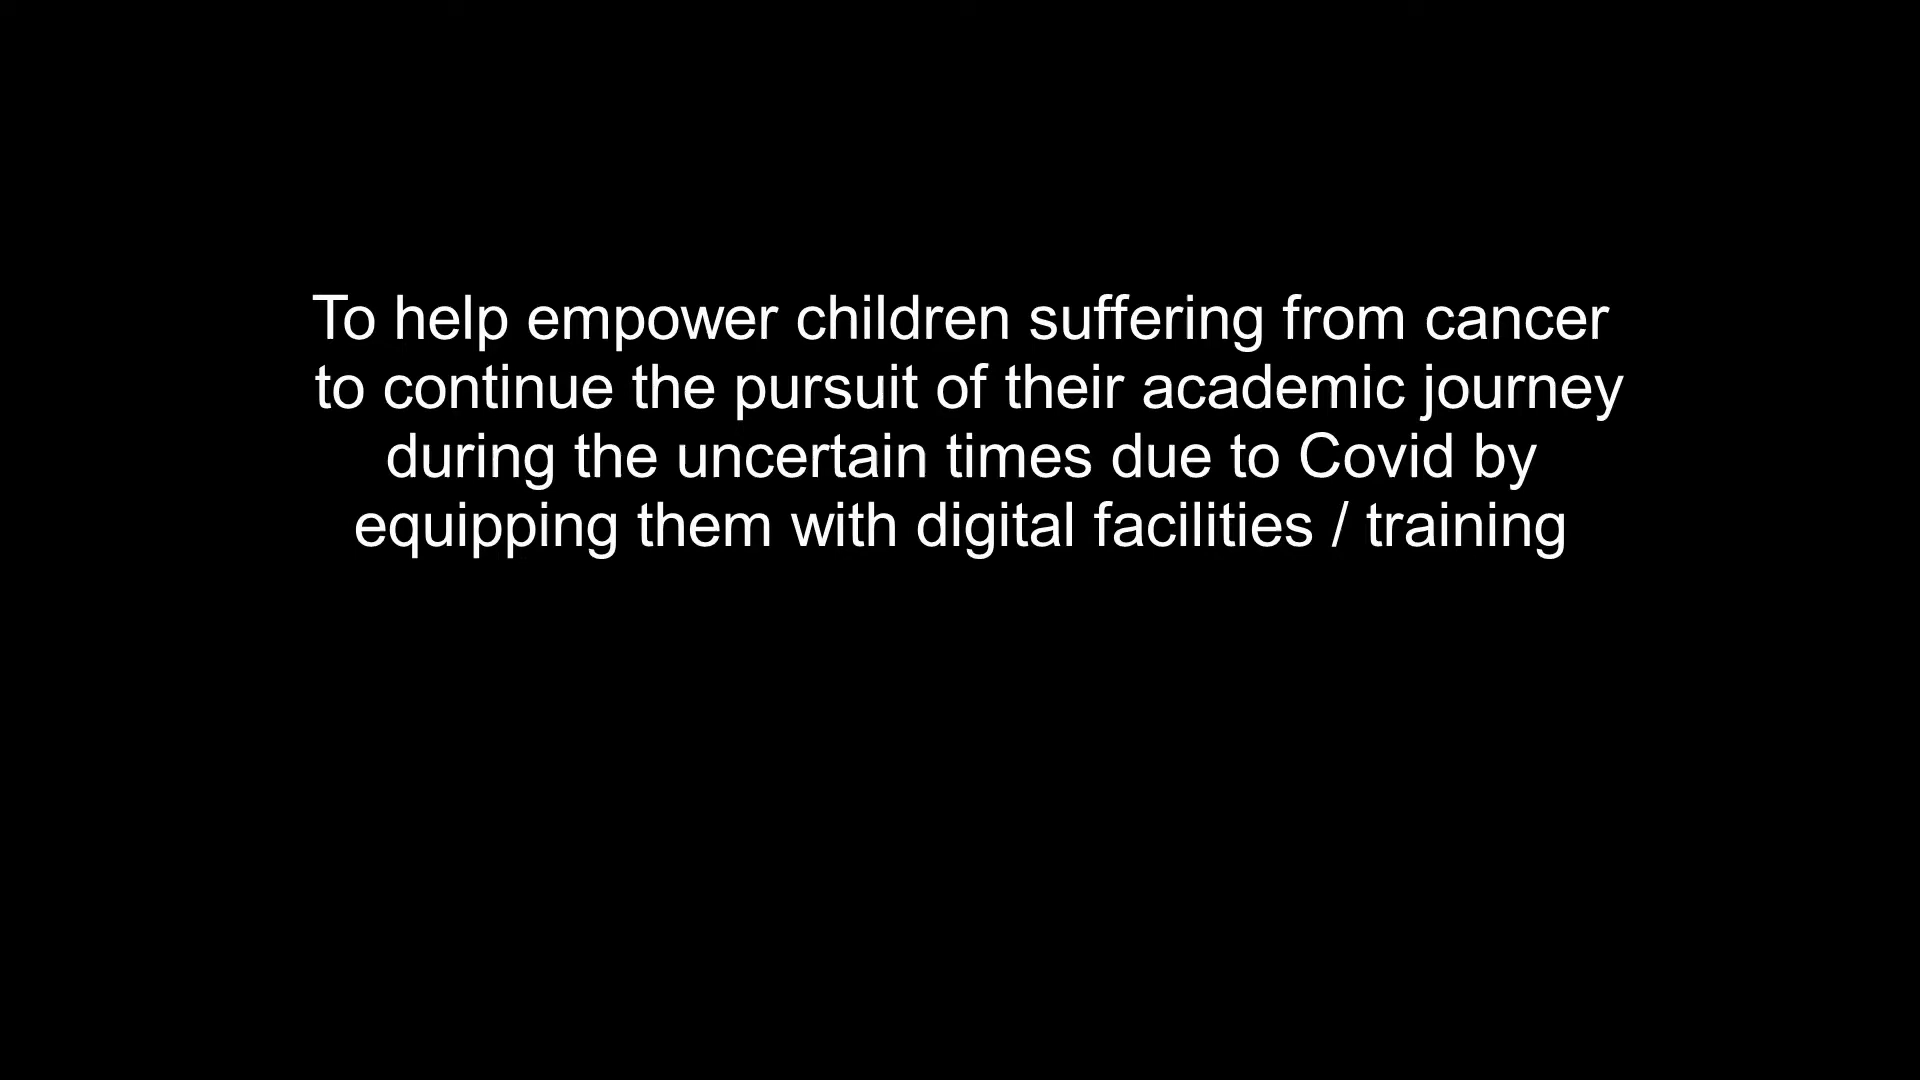 To help empower children suffering from cancer
to continue the pursuit of their academic journey
during the uncertain times due to Covid by
equipping them with digital facilities / training